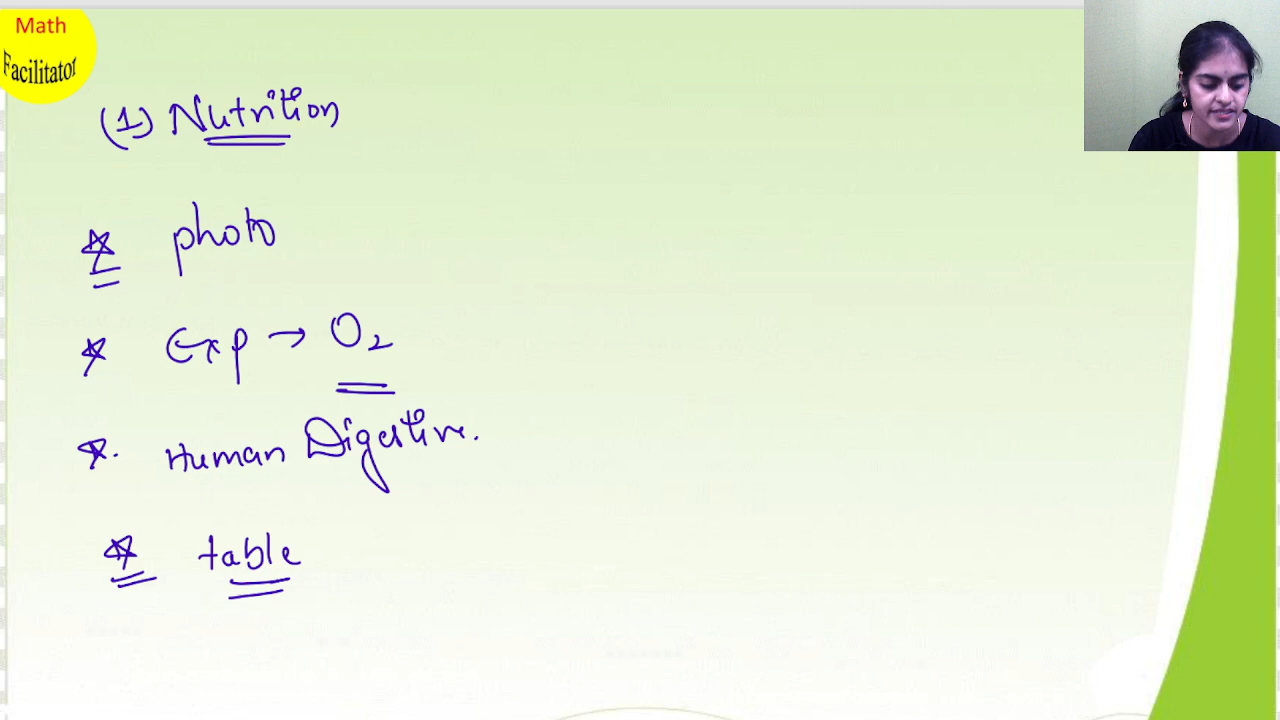 Math
Facilitator
(1) Nutrition
photo
Exp → O2
Human Digestive.
table